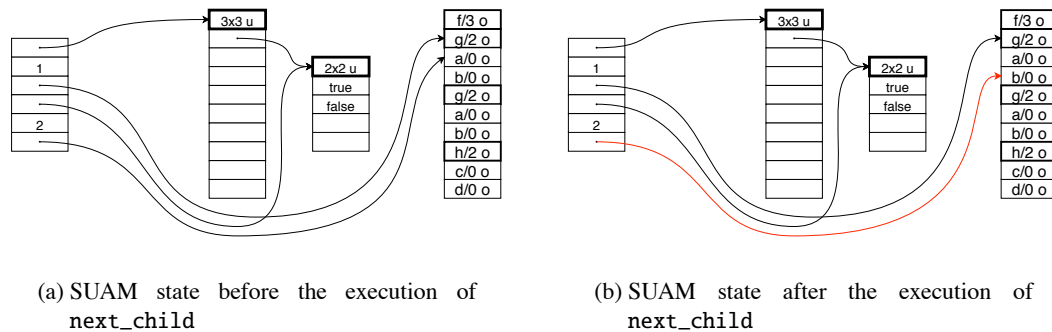 3x3 u
1
2
2x2 u
true
false
f/3 o
g/2 o
a/0 o
b/0 o
g/2 o
a/0 o
b/0 o
h/2 o
c/0 o
d/0 o
(a) SUAM state before the execution of
next_child
3x3 u
1
2
2x2 u
true
false
f/3 o
g/2 o
a/0 o
b/0 o
g/2 o
a/0 o
b/0 o
h/2 o
c/0 o
d/0 o
(b) SUAM state after the execution of
next_child